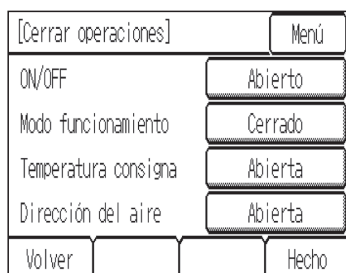 [Cerrar operaciones] Menú
ON/OFF Abierto
Modo funcionamiento Cerrado
Temperatura consigna Abierta
Dirección del aire Abierta
Volver Hecho